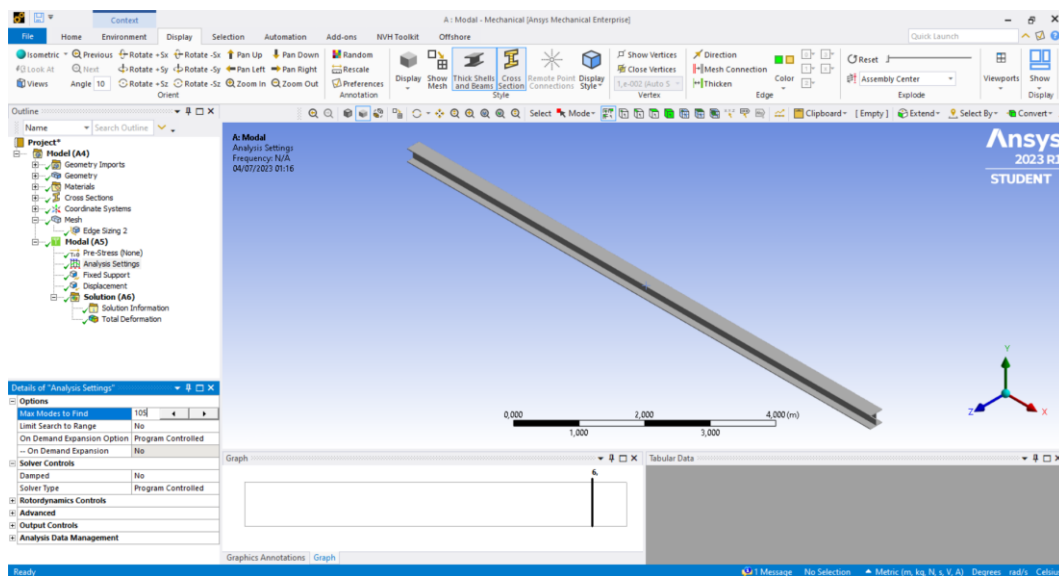 Context
A : Modal - Mechanical [Ansys Mechanical Enterprise]
File Home Environment Display Selection Automation Add-ons NVH Toolkit Offshore Quick Launch
Isometric Previous Rotate +Sx Rotate -Sx Pan Up Pan Down Random Show Vertices Direction Reset
Look At Next Rotate +Sy Rotate -Sy Pan Left Pan Right Rescale Display Show Mesh Thick Shells and Beams Cross Section Remote Point Connections Display Style Close Vertices Mesh Connection Color Assembly Center Viewports Show
Views Angle 10 Rotate +Sz Rotate -Sz Zoom In Zoom Out Preferences 1,e-002 (Auto S Thicken
Orient Annotation Style Vertex Edge Explode Display
Outline
Select Mode Clipboard [ Empty ] Extend Select By Convert
Name Search Outline
Project*
Model (A4)
Geometry Imports
Geometry
Materials
Cross Sections
Coordinate Systems
Mesh
Edge Sizing 2
Modal (A5)
Pre-Stress (None)
Analysis Settings
Fixed Support
Displacement
Solution (A6)
Solution Information
Total Deformation
A: Modal
Analysis Settings
Frequency: N/A
04/07/2023 01:16
Ansys
2023 R1
STUDENT
Y
Z X
0,000 2,000 4,000 (m)
1,000 3,000
Details of "Analysis Settings"
Options
Max Modes to Find 105
Limit Search to Range No
On Demand Expansion Option Program Controlled
-- On Demand Expansion No
Solver Controls
Damped No
Solver Type Program Controlled
Rotordynamics Controls
Advanced
Output Controls
Analysis Data Management
Graph
6,
Graphics Annotations Graph
Tabular Data
Ready 1 Message No Selection Metric (m, kg, N, s, V, A) Degrees rad/s Celsius